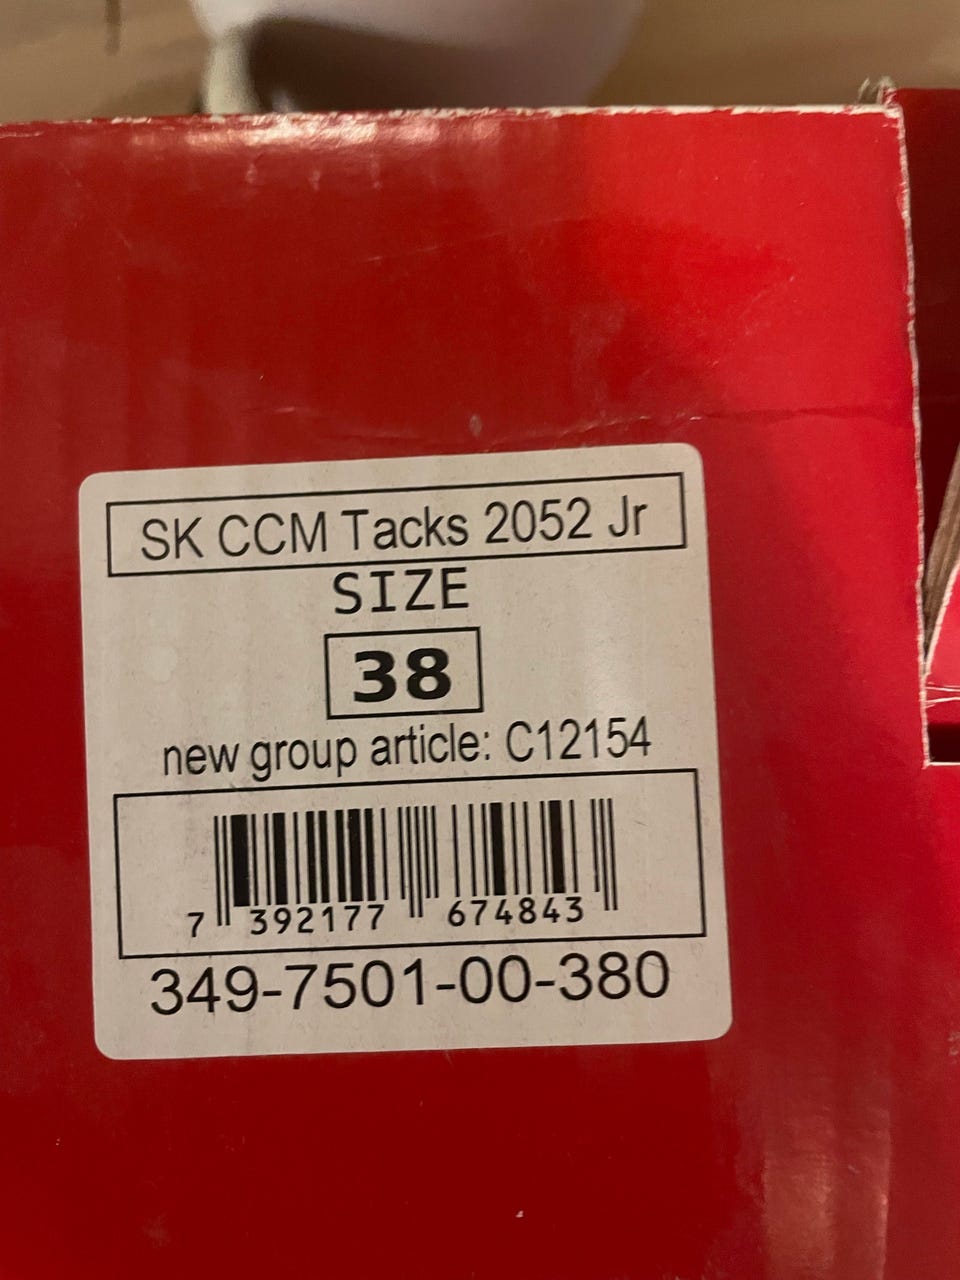 SK CCM Tacks 2052 Jr
SIZE
38
new group article: C12154
7 392177 674843
349-7501-00-380